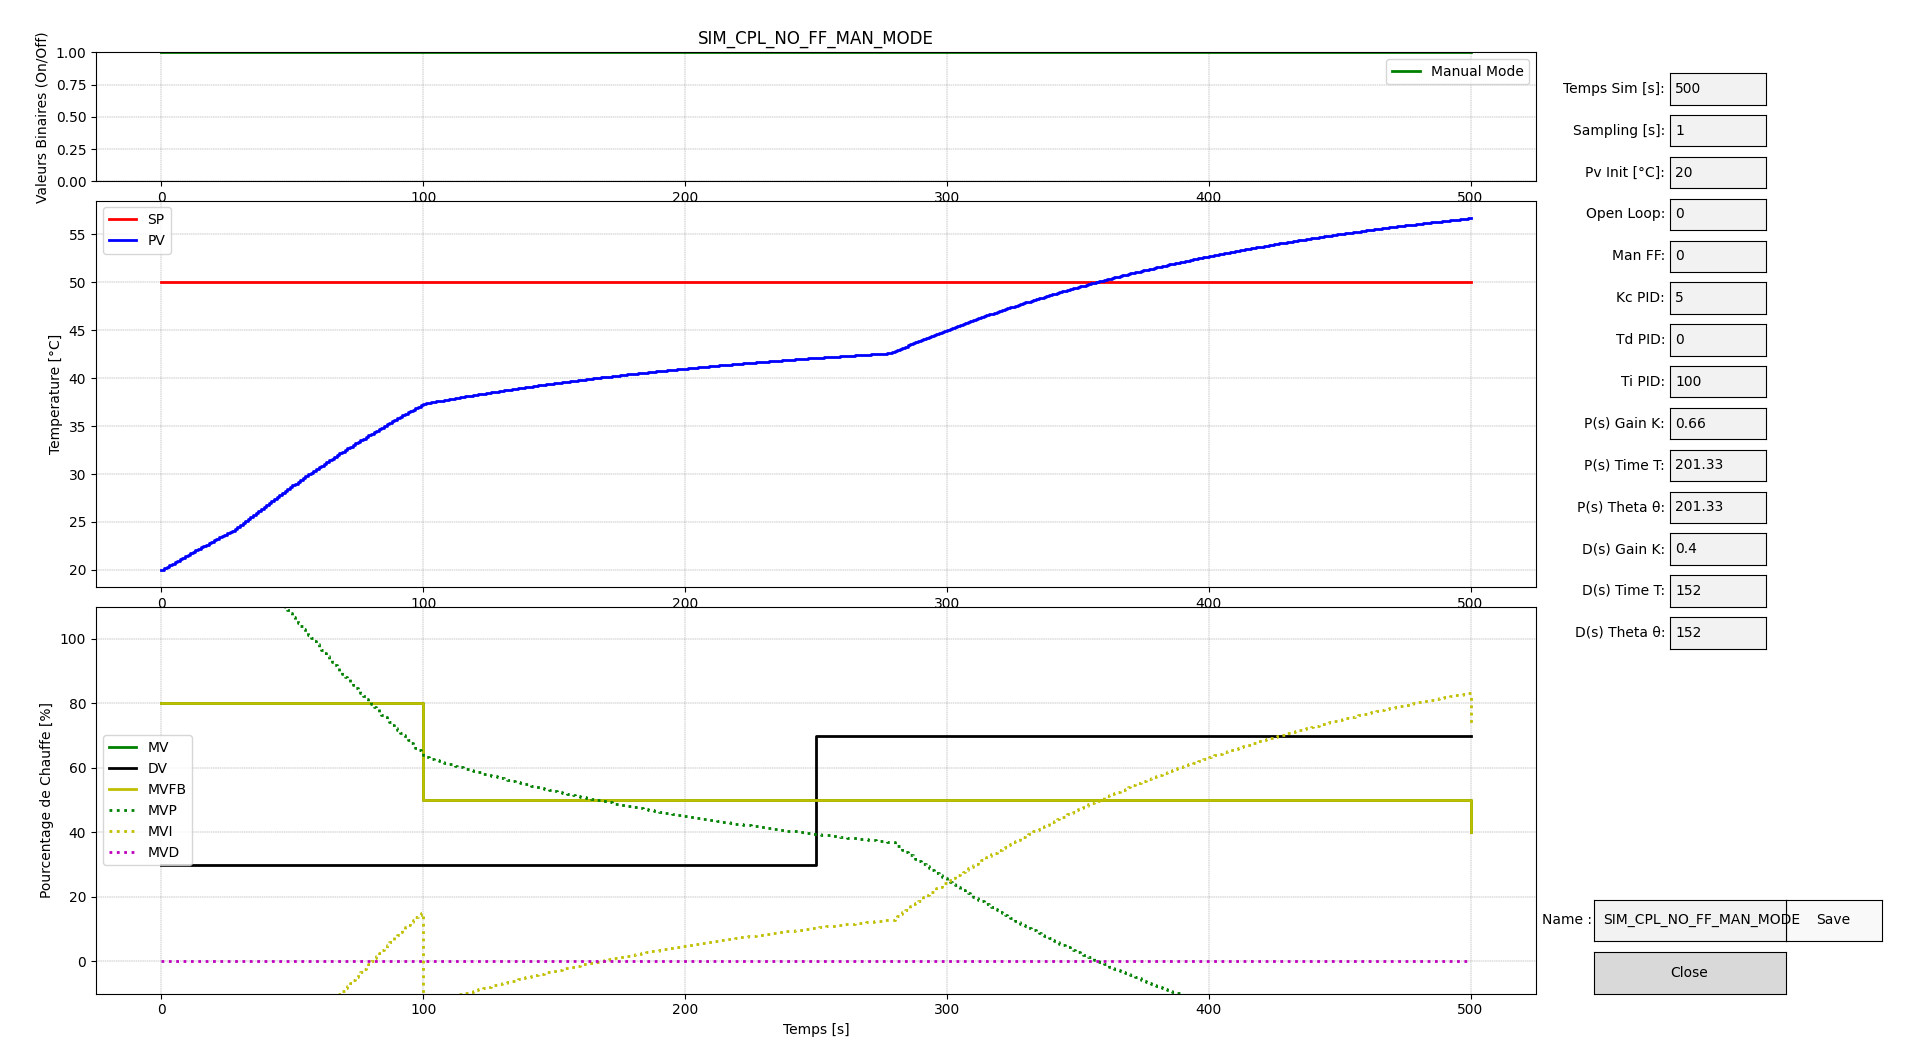 SIM_CPL_NO_FF_MAN_MODE
Valeurs Binaires (On/Off)
1.00
0.75
0.50
0.25
0.00
Manual Mode
0 100 200 300 400 500
Temperature [°C]
55
50
45
40
35
30
25
20
SP
PV
0 100 200 300 400 500
Pourcentage de Chauffe [%]
100
80
60
40
20
0
MV
DV
MVFB
MVP
MVI
MVD
0 100 200 300 400 500
Temps [s]
Temps Sim [s]: 500
Sampling [s]: 1
Pv Init [°C]: 20
Open Loop: 0
Man FF: 0
Kc PID: 5
Td PID: 0
Ti PID: 100
P(s) Gain K: 0.66
P(s) Time T: 201.33
P(s) Theta θ: 201.33
D(s) Gain K: 0.4
D(s) Time T: 152
D(s) Theta θ: 152
Name : SIM_CPL_NO_FF_MAN_MODE Save
Close